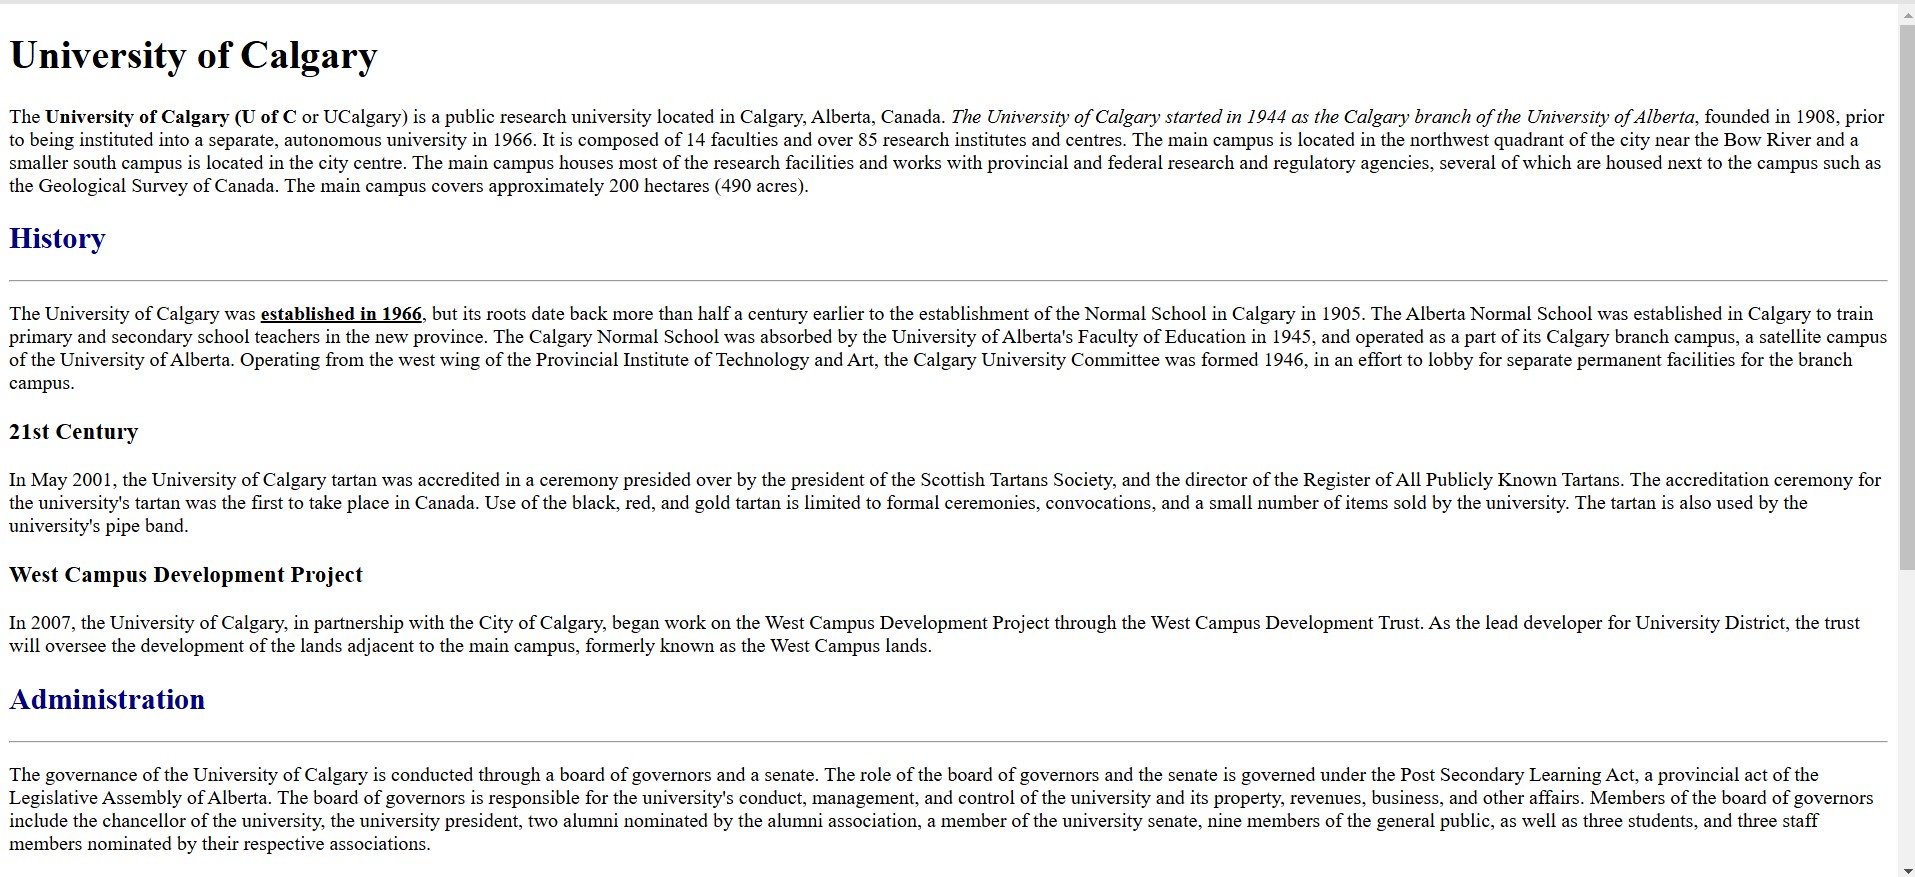 University of Calgary
The University of Calgary (U of C or UCalgary) is a public research university located in Calgary, Alberta, Canada. The University of Calgary started in 1944 as the Calgary branch of the University of Alberta, founded in 1908, prior
to being instituted into a separate, autonomous university in 1966. It is composed of 14 faculties and over 85 research institutes and centres. The main campus is located in the northwest quadrant of the city near the Bow River and a
smaller south campus is located in the city centre. The main campus houses most of the research facilities and works with provincial and federal research and regulatory agencies, several of which are housed next to the campus such as
the Geological Survey of Canada. The main campus covers approximately 200 hectares (490 acres).
History
The University of Calgary was established in 1966, but its roots date back more than half a century earlier to the establishment of the Normal School in Calgary in 1905. The Alberta Normal School was established in Calgary to train
primary and secondary school teachers in the new province. The Calgary Normal School was absorbed by the University of Alberta's Faculty of Education in 1945, and operated as a part of its Calgary branch campus, a satellite campus
of the University of Alberta. Operating from the west wing of the Provincial Institute of Technology and Art, the Calgary University Committee was formed 1946, in an effort to lobby for separate permanent facilities for the branch
campus.
21st Century
In May 2001, the University of Calgary tartan was accredited in a ceremony presided over by the president of the Scottish Tartans Society, and the director of the Register of All Publicly Known Tartans. The accreditation ceremony for
the university's tartan was the first to take place in Canada. Use of the black, red, and gold tartan is limited to formal ceremonies, convocations, and a small number of items sold by the university. The tartan is also used by the
university's pipe band.
West Campus Development Project
In 2007, the University of Calgary, in partnership with the City of Calgary, began work on the West Campus Development Project through the West Campus Development Trust. As the lead developer for University District, the trust
will oversee the development of the lands adjacent to the main campus, formerly known as the West Campus lands.
Administration
The governance of the University of Calgary is conducted through a board of governors and a senate. The role of the board of governors and the senate is governed under the Post Secondary Learning Act, a provincial act of the
Legislative Assembly of Alberta. The board of governors is responsible for the university's conduct, management, and control of the university and its property, revenues, business, and other affairs. Members of the board of governors
include the chancellor of the university, the university president, two alumni nominated by the alumni association, a member of the university senate, nine members of the general public, as well as three students, and three staff
members nominated by their respective associations.